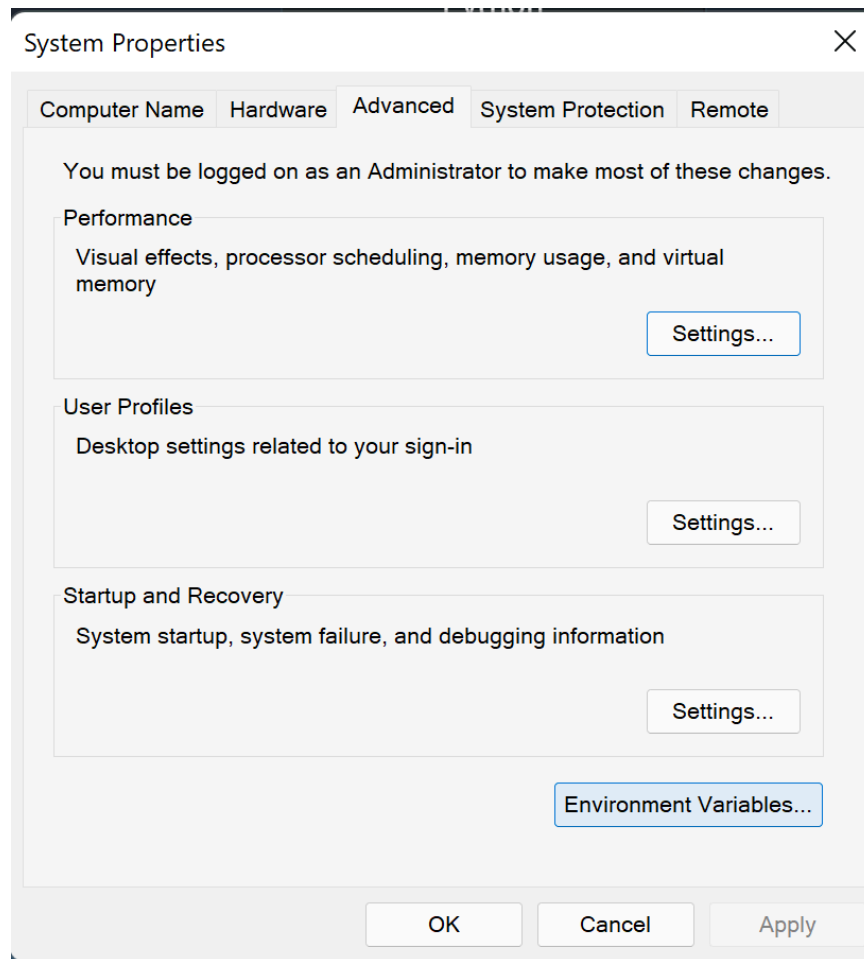 System Properties
Computer Name Hardware Advanced System Protection Remote
You must be logged on as an Administrator to make most of these changes.
Performance
Visual effects, processor scheduling, memory usage, and virtual
memory
Settings...
User Profiles
Desktop settings related to your sign-in
Settings...
Startup and Recovery
System startup, system failure, and debugging information
Settings...
Environment Variables...
OK Cancel Apply